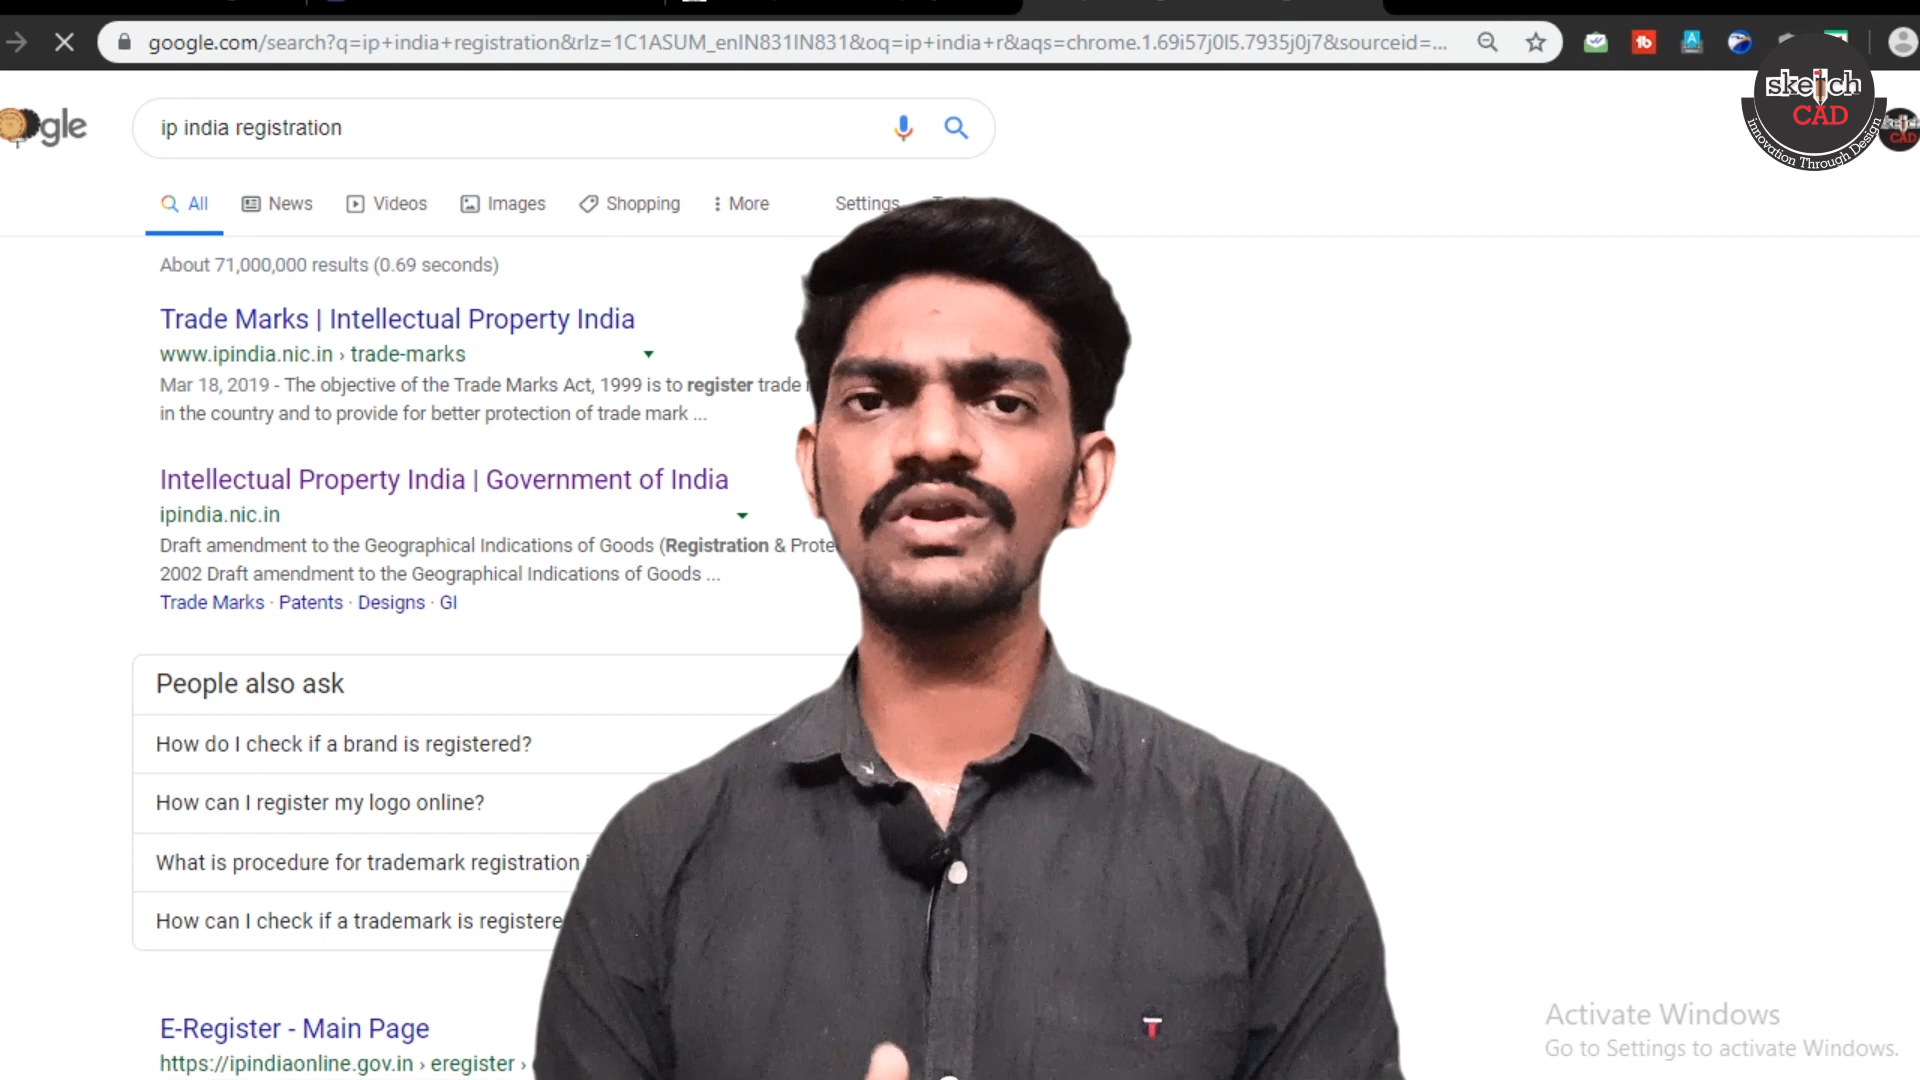 google.com/search?q=ip+india+registration&rlz=1C1ASUM_enIN831IN831&oq=ip+india+r&aqs=chrome.1.69i57j0l5.7935j0j7&sourceid=...
sketch
CAD
innovation Through Design
gle
ip india registration
All
News
Videos
Images
Shopping
More
Settings
About 71,000,000 results (0.69 seconds)
Trade Marks | Intellectual Property India
www.ipindia.nic.in › trade-marks
Mar 18, 2019 - The objective of the Trade Marks Act, 1999 is to register trade
in the country and to provide for better protection of trade mark ...
Intellectual Property India | Government of India
ipindia.nic.in
Draft amendment to the Geographical Indications of Goods (Registration & Prote
2002 Draft amendment to the Geographical Indications of Goods ...
Trade Marks · Patents · Designs · GI
People also ask
How do I check if a brand is registered?
How can I register my logo online?
What is procedure for trademark registration
How can I check if a trademark is registere
E-Register - Main Page
https://ipindiaonline.gov.in › eregister ›
Activate Windows
Go to Settings to activate Windows.